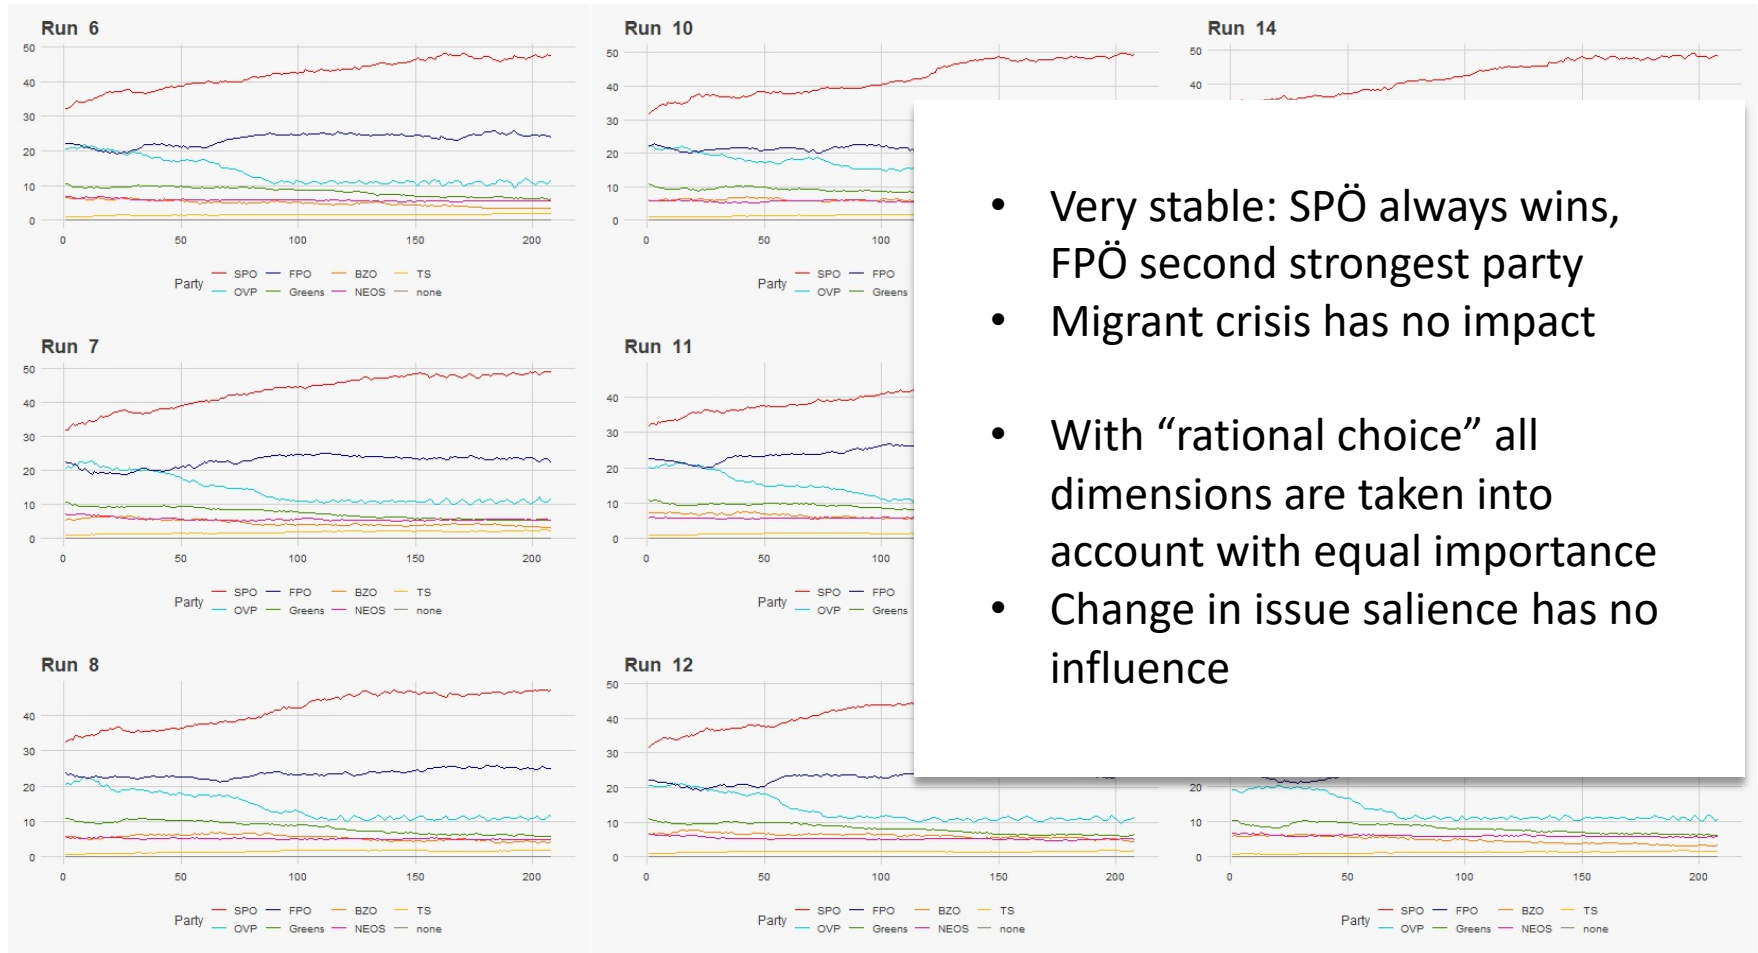 Run 6
50
40
30
20
10
0
0 50 100 150 200
Party SPO FPO BZO TS
OVP Greens NEOS none
Run 10
50
40
30
20
10
0
0 50 100
Party SPO FPO
OVP Greens
Run 14
50
40
• Very stable: SPÖ always wins,
FPÖ second strongest party
• Migrant crisis has no impact
• With “rational choice” all
dimensions are taken into
account with equal importance
• Change in issue salience has no
influence
Run 7
50
40
30
20
10
0
0 50 100 150 200
Party SPO FPO BZO TS
OVP Greens NEOS none
Run 11
40
30
20
10
0
0 50 100
Party SPO FPO
OVP Greens
Run 8
40
30
20
10
0
0 50 100 150 200
Party SPO FPO BZO TS
OVP Greens NEOS none
Run 12
50
40
30
20
10
0
0 50 100 150 200
Party SPO FPO BZO TS
OVP Greens NEOS none
20
10
0
0 50 100 150 200
Party SPO FPO BZO TS
OVP Greens NEOS none